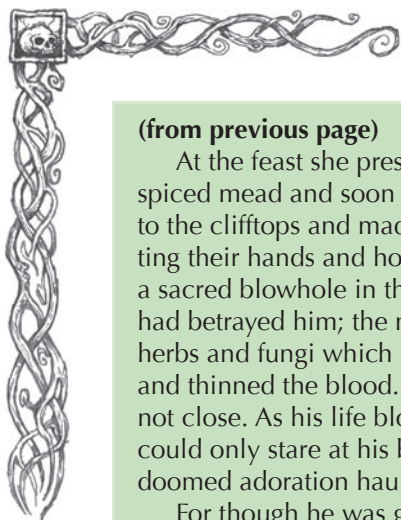 (from previous page)
At the feast she pres
spiced mead and soon
to the clifftops and mad
ting their hands and ho
a sacred blowhole in th
had betrayed him; the m
herbs and fungi which
and thinned the blood.
not close. As his life blo
could only stare at his b
doomed adoration hau
For though he was g